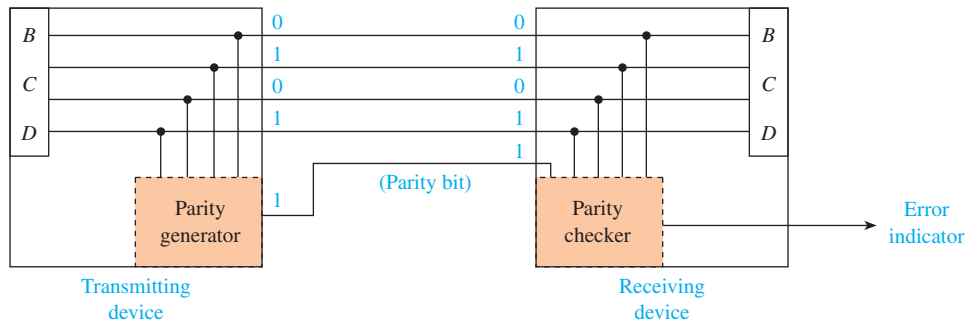 B
C
D
0
1
0
1
1
Parity
generator
Transmitting
device
(Parity bit)
0
1
0
1
1
B
C
D
Parity
checker
Receiving
device
Error
indicator